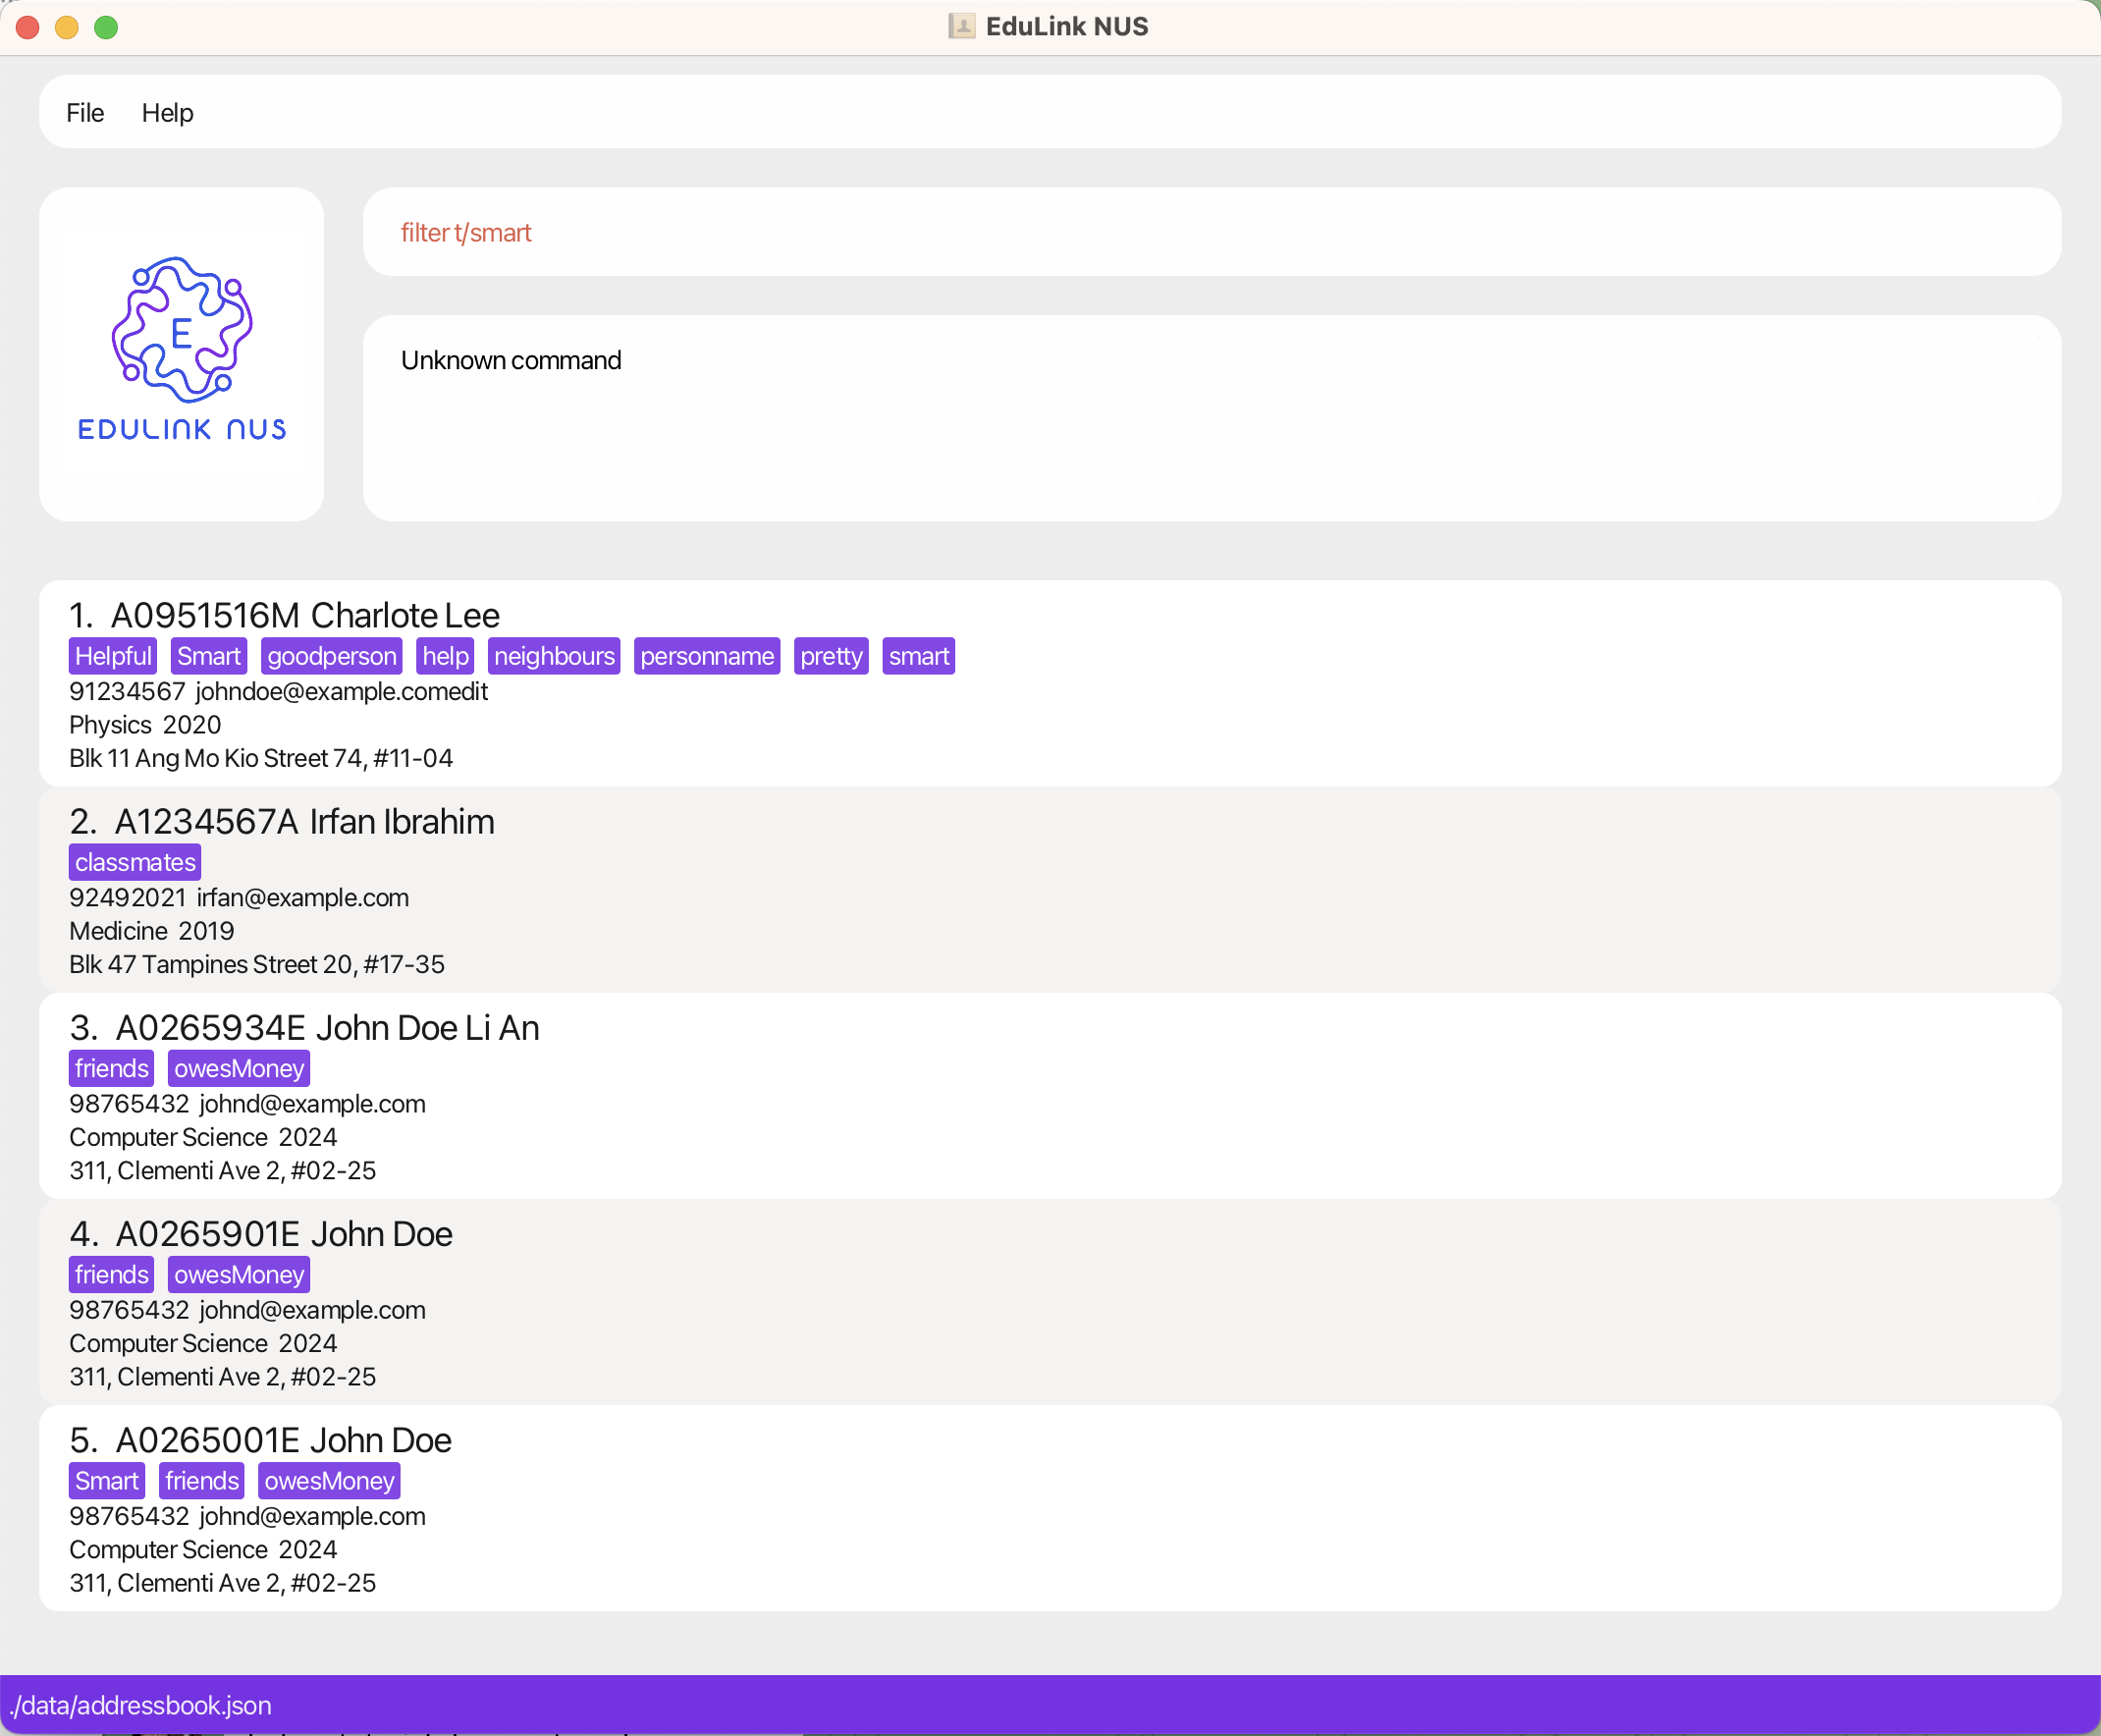 EduLink NUS
File Help
filter t/smart
E
EDULINK NUS
Unknown command
1. A0951516M Charlote Lee
Helpful Smart goodperson help neighbours personname pretty smart
91234567 johndoe@example.comedit
Physics 2020
Blk 11 Ang Mo Kio Street 74, #11-04
2. A1234567A Irfan Ibrahim
classmates
92492021 irfan@example.com
Medicine 2019
Blk 47 Tampines Street 20, #17-35
3. A0265934E John Doe Li An
friends owesMoney
98765432 johnd@example.com
Computer Science 2024
311, Clementi Ave 2, #02-25
4. A0265901E John Doe
friends owesMoney
98765432 johnd@example.com
Computer Science 2024
311, Clementi Ave 2, #02-25
5. A0265001E John Doe
Smart friends owesMoney
98765432 johnd@example.com
Computer Science 2024
311, Clementi Ave 2, #02-25
./data/addressbook.json